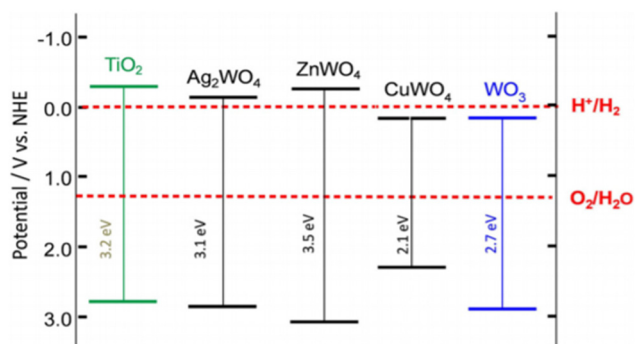 Potential / V vs. NHE
-1.0
0.0
1.0
2.0
3.0
TiO₂
Ag₂WO₄
ZnWO₄
CuWO₄
WO₃
3.2 eV
3.1 eV
3.5 eV
2.1 eV
2.7 eV
H⁺/H₂
O₂/H₂O